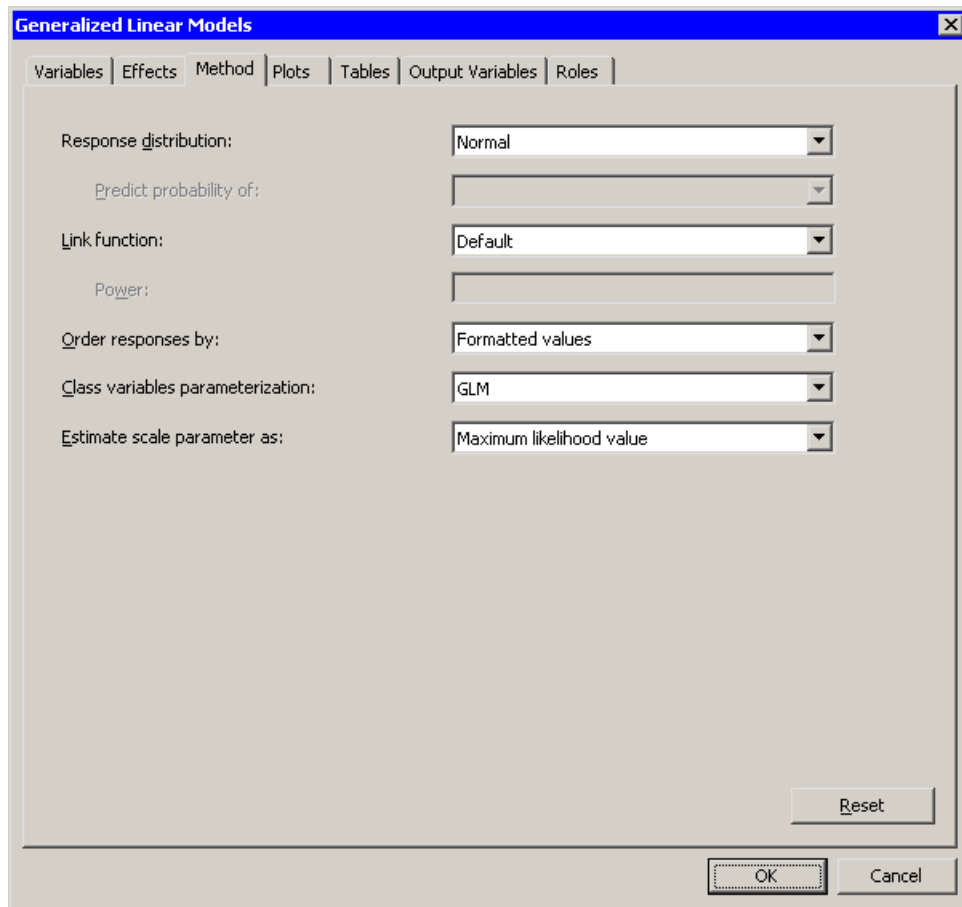 Generalized Linear Models
Variables Effects Method Plots Tables Output Variables Roles
Response distribution: Normal
Predict probability of:
Link function: Default
Power:
Order responses by: Formatted values
Class variables parameterization: GLM
Estimate scale parameter as: Maximum likelihood value
Reset
OK Cancel